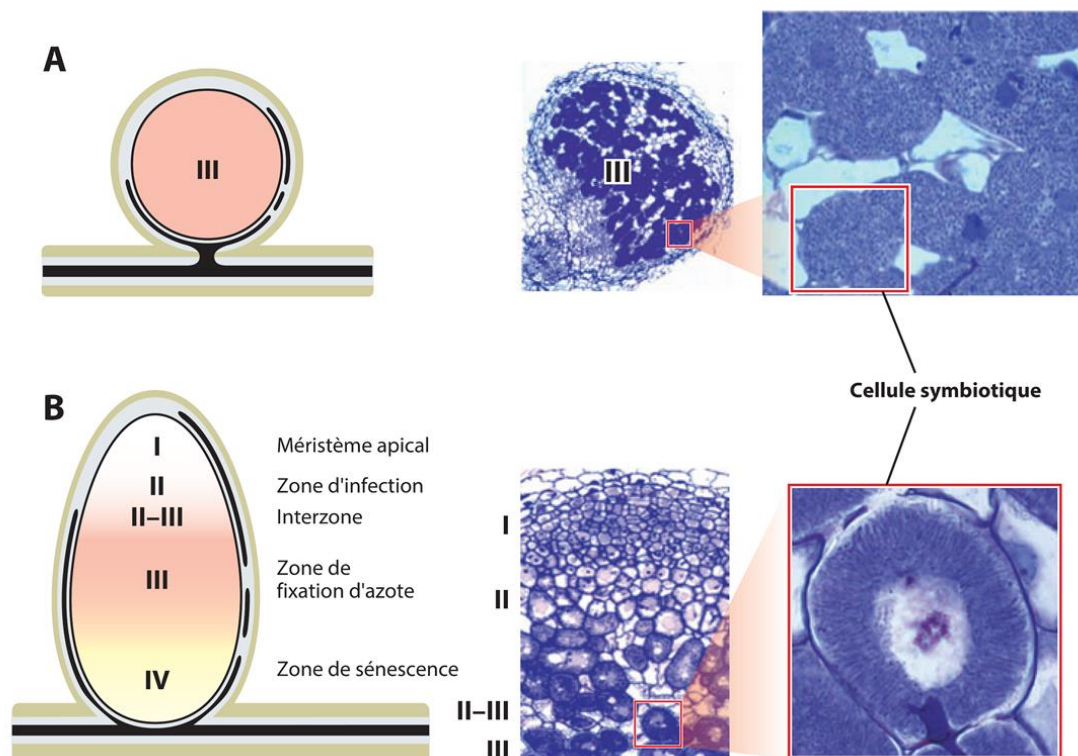 A
III
III
Cellule symbiotique
B
I
Méristème apical
II
Zone d'infection
II–III
Interzone
III
Zone de
fixation d'azote
IV
Zone de sénescence
I
II
II–III
III